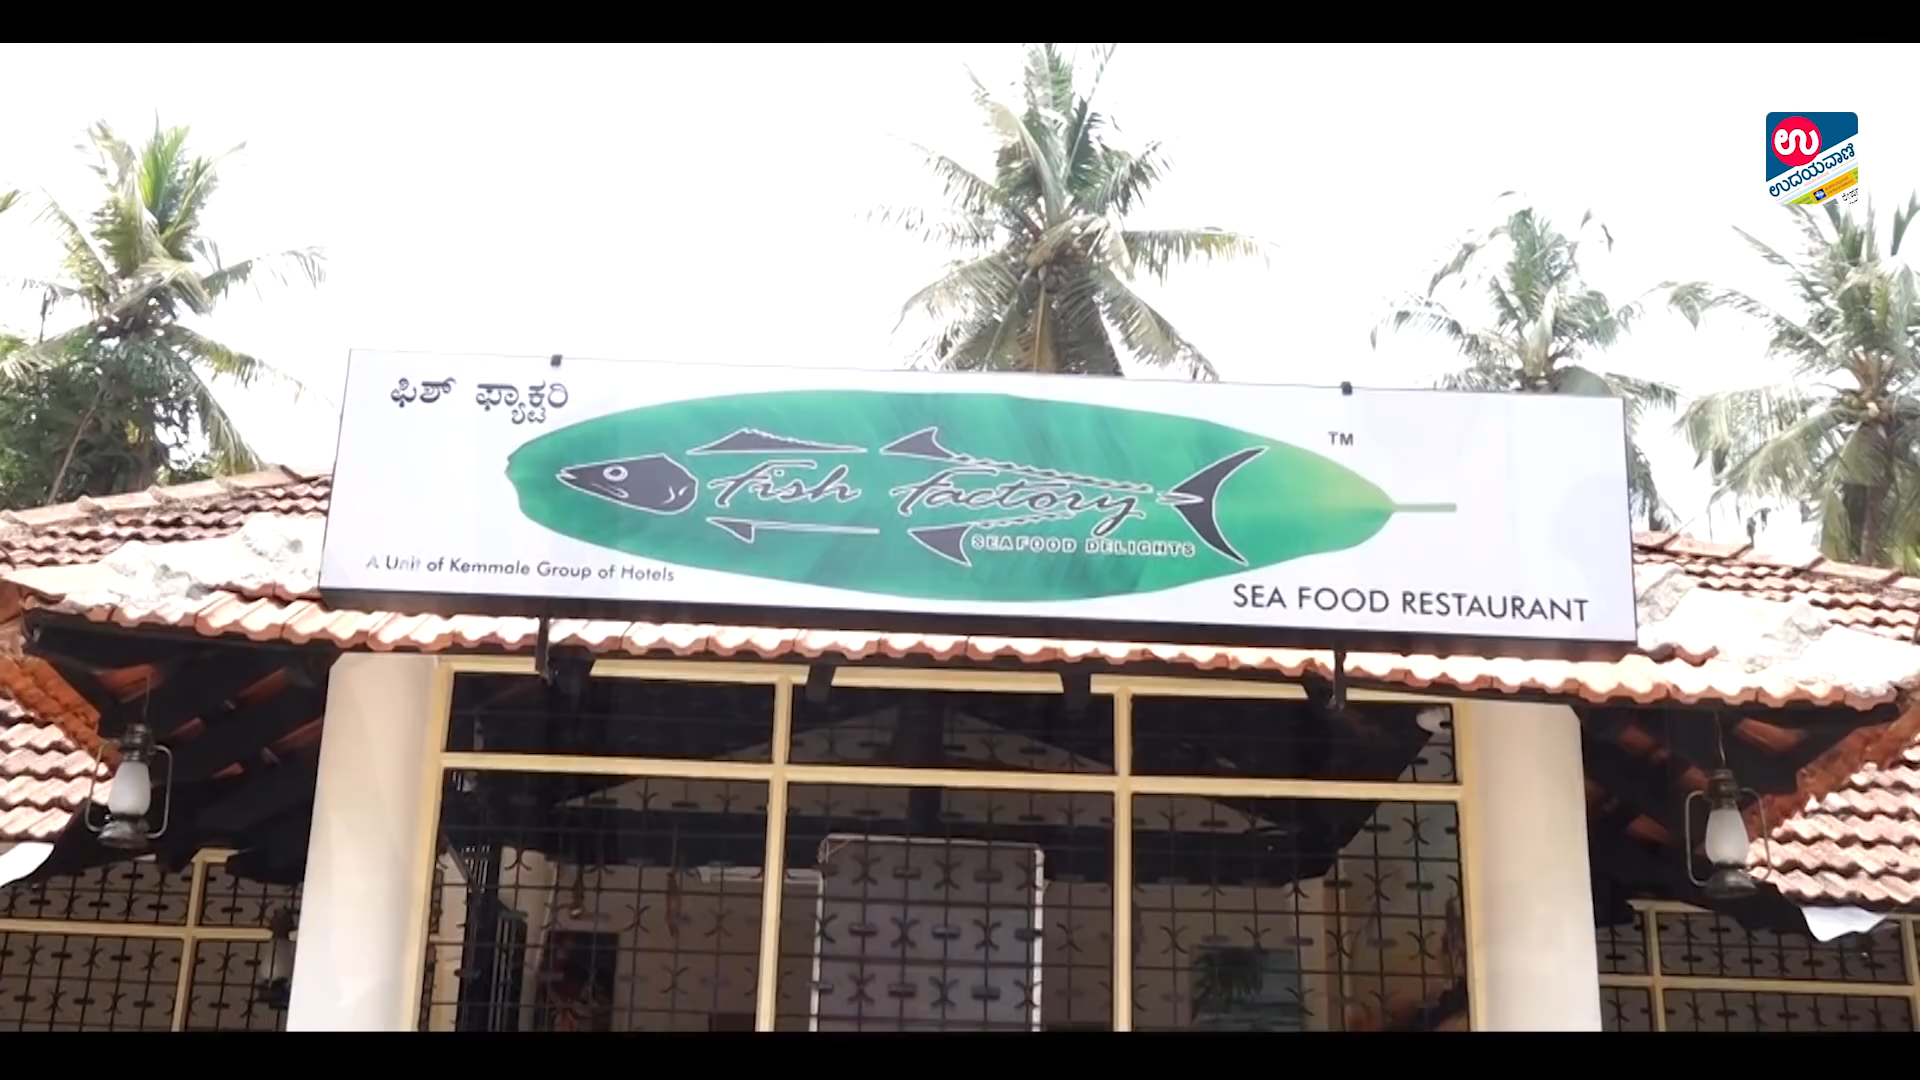 ಉ
ಉದಯವಾಣಿ
ಫಿಶ್ ಫ್ಯಾಕ್ಟರಿ
TM
Fish Factory
SEAFOOD DELIGHTS
A Unit of Kemmale Group of Hotels
SEA FOOD RESTAURANT